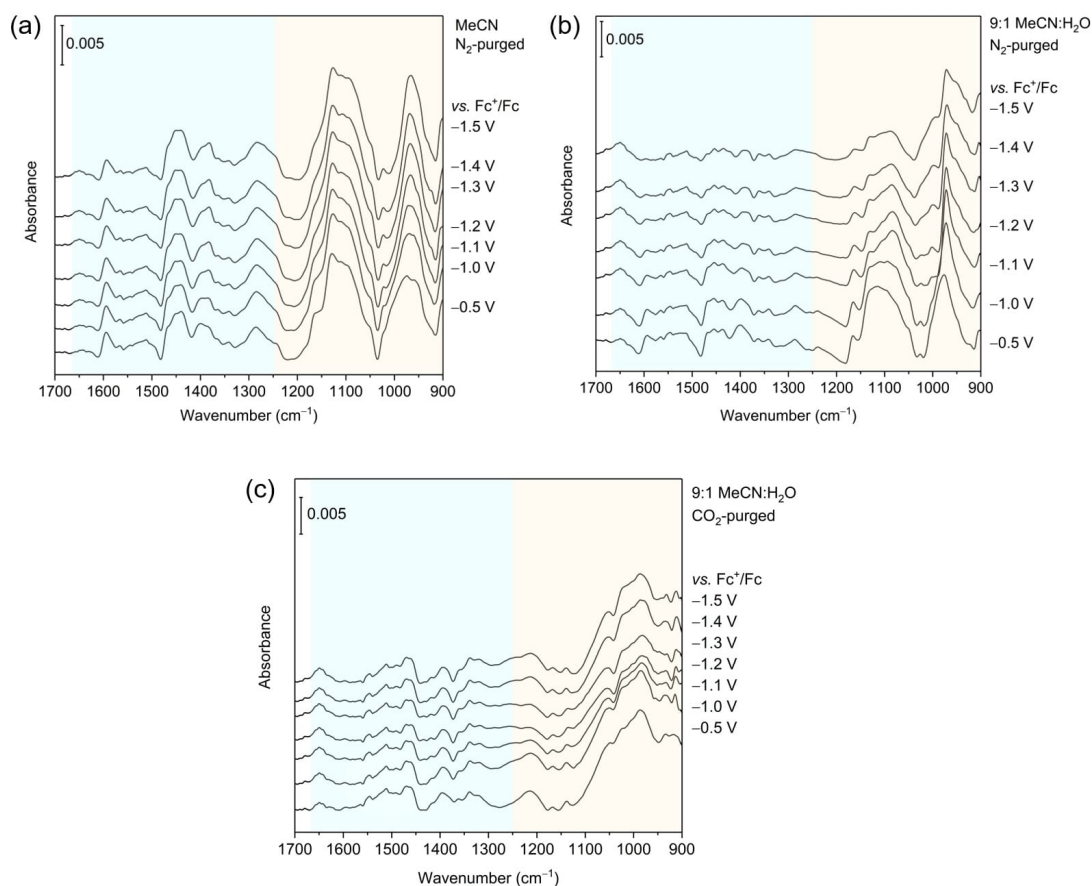 (a)
0.005
MeCN
N₂-purged
vs. Fc⁺/Fc
–1.5 V
–1.4 V
–1.3 V
–1.2 V
–1.1 V
–1.0 V
–0.5 V
Absorbance
1700 1600 1500 1400 1300 1200 1100 1000 900
Wavenumber (cm⁻¹)
(b)
0.005
9:1 MeCN:H₂O
N₂-purged
vs. Fc⁺/Fc
–1.5 V
–1.4 V
–1.3 V
–1.2 V
–1.1 V
–1.0 V
–0.5 V
Absorbance
1700 1600 1500 1400 1300 1200 1100 1000 900
Wavenumber (cm⁻¹)
(c)
0.005
9:1 MeCN:H₂O
CO₂-purged
vs. Fc⁺/Fc
–1.5 V
–1.4 V
–1.3 V
–1.2 V
–1.1 V
–1.0 V
–0.5 V
Absorbance
1700 1600 1500 1400 1300 1200 1100 1000 900
Wavenumber (cm⁻¹)